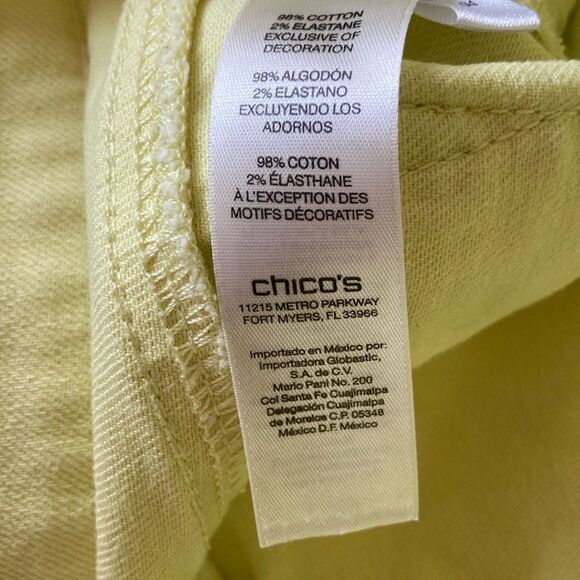 98% COTTON
2% ELASTANE
EXCLUSIVE OF
DECORATION
98% ALGODÓN
2% ELASTANO
EXCLUYENDO LOS
ADORNOS
98% COTON
2% ÉLASTHANE
À L'EXCEPTION DES
MOTIFS DÉCORATIFS
chico's
11215 METRO PARKWAY
FORT MYERS, FL 33966
Importado en México por:
Importadora Globastic,
S.A. de C.V.
Mario Pani No. 200
Col Santa Fe Cuajimalpa
Delegación Cuajimalpa
de Morelos C.P. 05348
México D.F. México